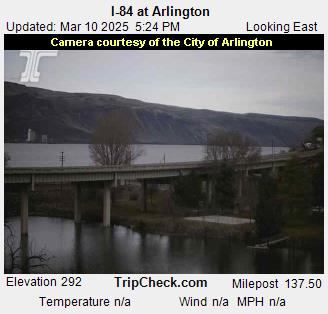 I-84 at Arlington
Updated: Mar 10 2025 5:24 PM Looking East
Camera courtesy of the City of Arlington
Elevation 292 TripCheck.com Milepost 137.50
Temperature n/a Wind n/a MPH n/a